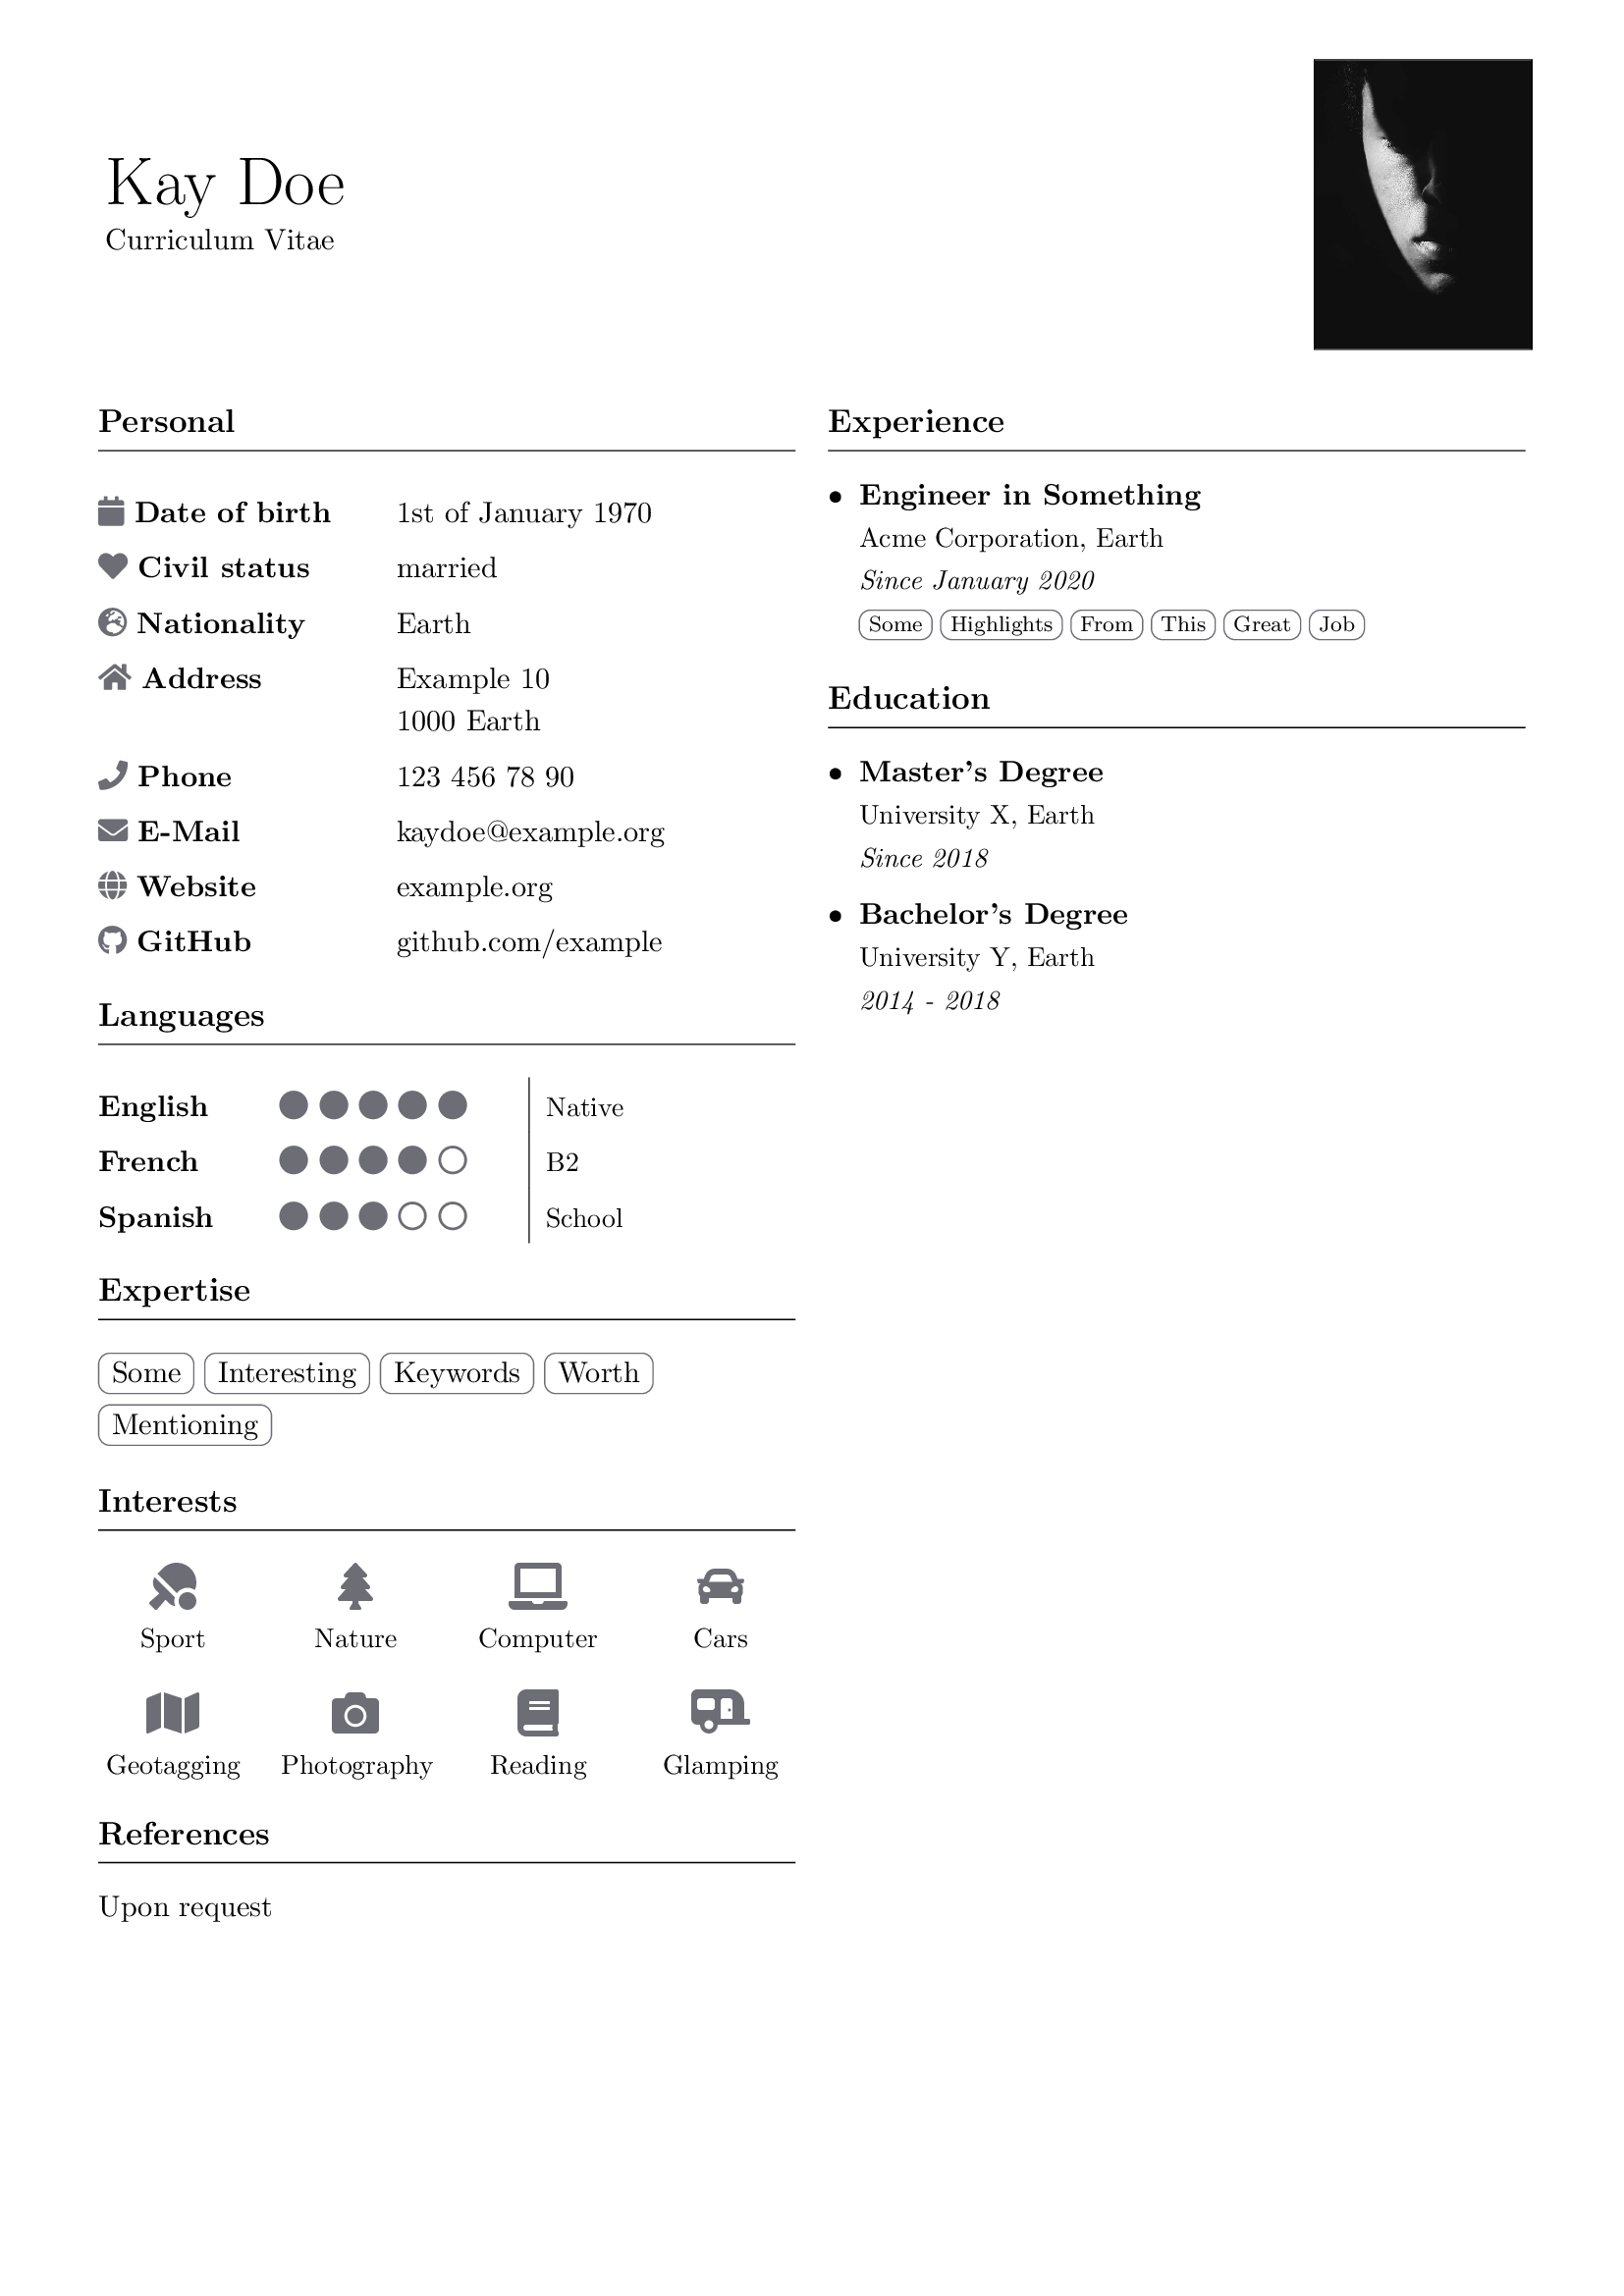 Kay Doe
Curriculum Vitae
Personal
Date of birth 1st of January 1970
Civil status married
Nationality Earth
Address Example 10
1000 Earth
Phone 123 456 78 90
E-Mail kaydoe@example.org
Website example.org
GitHub github.com/example
Languages
English Native
French B2
Spanish School
Expertise
Some Interesting Keywords Worth
Mentioning
Interests
Sport Nature Computer Cars
Geotagging Photography Reading Glamping
References
Upon request
Experience
• Engineer in Something
Acme Corporation, Earth
Since January 2020
Some Highlights From This Great Job
Education
• Master's Degree
University X, Earth
Since 2018
• Bachelor's Degree
University Y, Earth
2014 - 2018